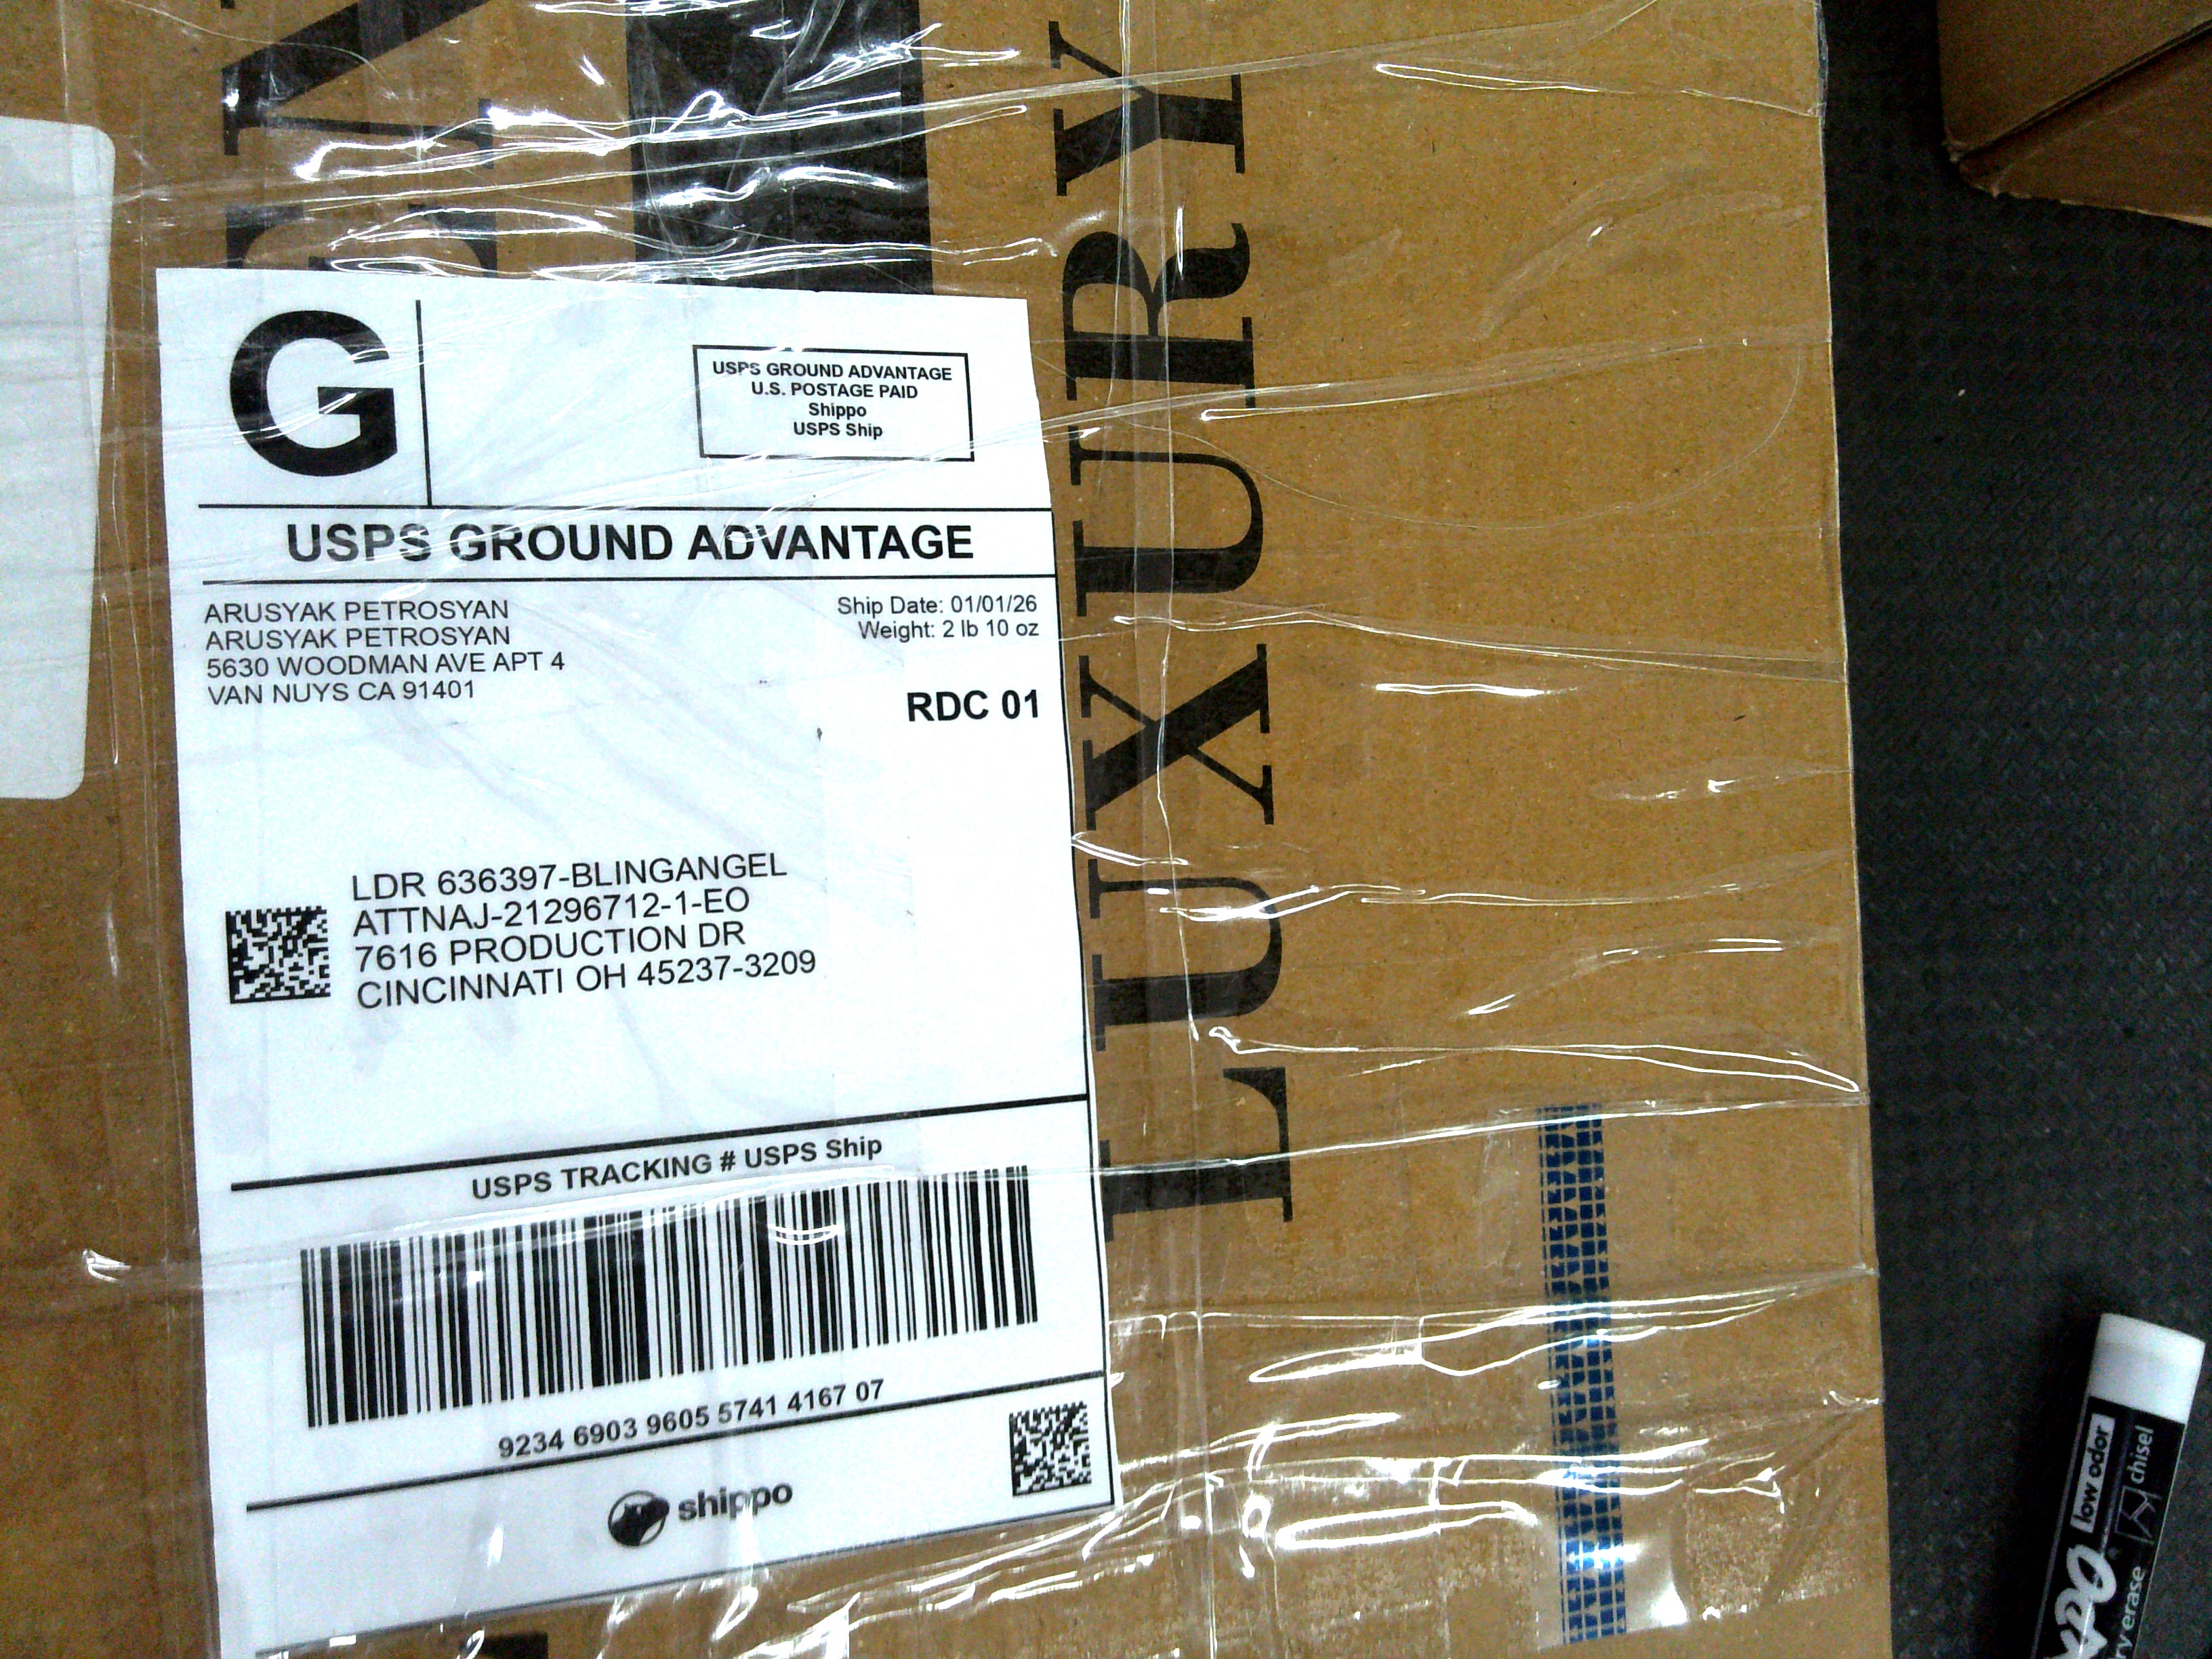 G
USPS GROUND ADVANTAGE
U.S. POSTAGE PAID
Shippo
USPS Ship
USPS GROUND ADVANTAGE
ARUSYAK PETROSYAN
ARUSYAK PETROSYAN
5630 WOODMAN AVE APT 4
VAN NUYS CA 91401
Ship Date: 01/01/26
Weight: 2 lb 10 oz
RDC 01
LDR 636397-BLINGANGEL
ATTNAJ-21296712-1-EO
7616 PRODUCTION DR
CINCINNATI OH 45237-3209
USPS TRACKING # USPS Ship
9234 6903 9605 5741 4167 07
shippo
LUXURY
low odor
chisel